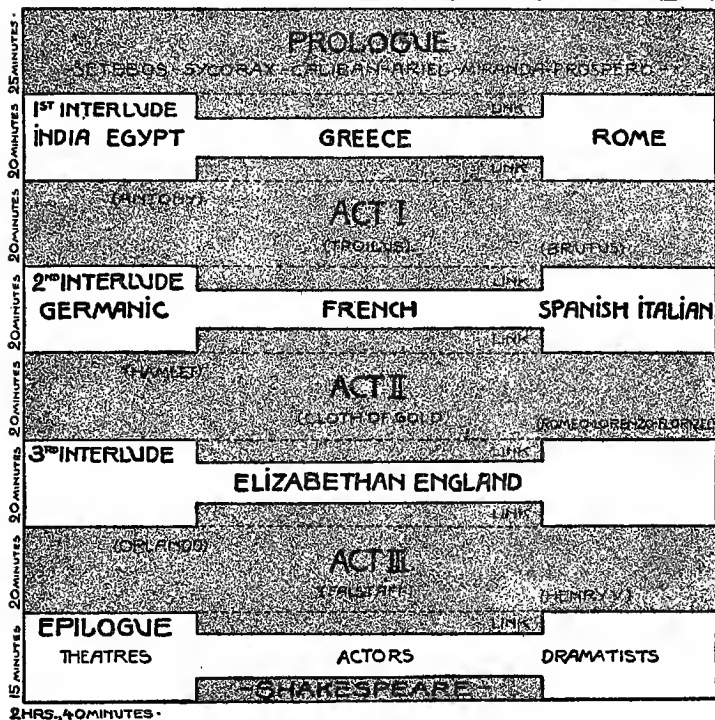 PROLOGUE
SETEBOS SYCORAX CALIBAN-ARIEL-MIRANDA-PROSPERO
25 MINUTES.
1ST INTERLUDE
LINK
INDIA EGYPT GREECE ROME
20 MINUTES
LINK
(ANTONY)
ACT I
(TROILUS) (BRUTUS)
20 MINUTES
2ND INTERLUDE
LINK
GERMANIC FRENCH SPANISH ITALIAN
20 MINUTES
LINK
(HAMLET)
ACT II
(CLOTH OF GOLD (ROMEO-LORENZO-FLORIZEL)
20 MINUTES
3RD INTERLUDE
LINK
ELIZABETHAN ENGLAND
20 MINUTES
LINK
(ORLANDO)
ACT III
(FALSTAFF) (HENRY V)
20 MINUTES
LINK
EPILOGUE
THEATRES ACTORS DRAMATISTS
15 MINUTES
-SHAKESPEARE-
2HRS., 40MINUTES.